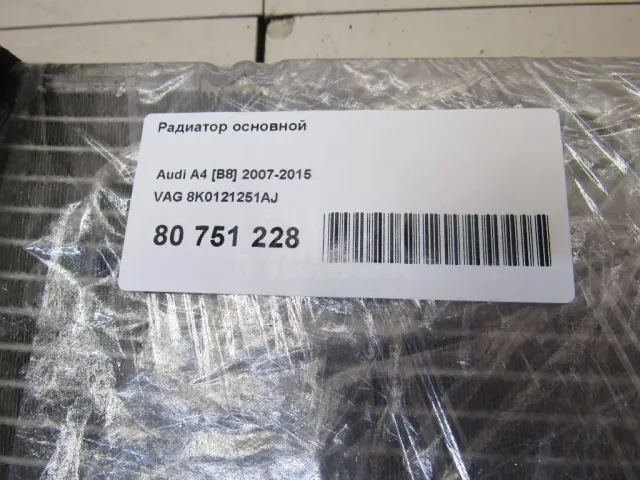 Радиатор основной
Audi A4 [B8] 2007-2015
VAG 8K0121251AJ
80 751 228